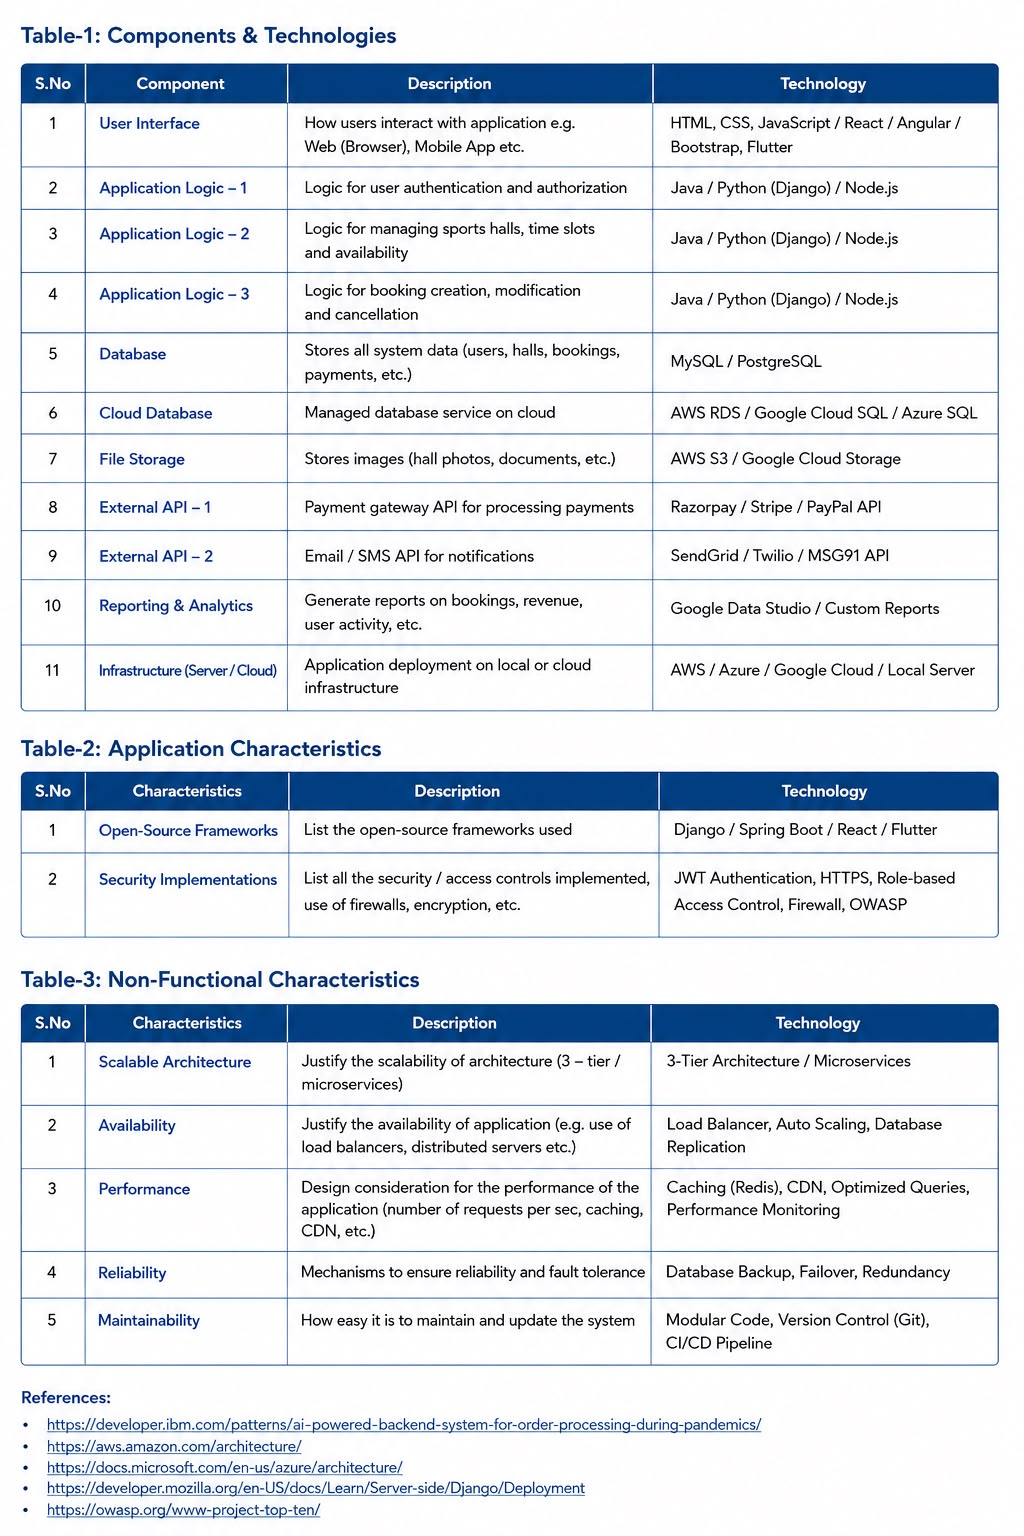 Table-1: Components & Technologies
S.No Component Description Technology
1 User Interface How users interact with application e.g. HTML, CSS, JavaScript / React / Angular /
Web (Browser), Mobile App etc. Bootstrap, Flutter
2 Application Logic – 1 Logic for user authentication and authorization Java / Python (Django) / Node.js
3 Application Logic – 2 Logic for managing sports halls, time slots Java / Python (Django) / Node.js
and availability
4 Application Logic – 3 Logic for booking creation, modification Java / Python (Django) / Node.js
and cancellation
5 Database Stores all system data (users, halls, bookings, MySQL / PostgreSQL
payments, etc.)
6 Cloud Database Managed database service on cloud AWS RDS / Google Cloud SQL / Azure SQL
7 File Storage Stores images (hall photos, documents, etc.) AWS S3 / Google Cloud Storage
8 External API – 1 Payment gateway API for processing payments Razorpay / Stripe / PayPal API
9 External API – 2 Email / SMS API for notifications SendGrid / Twilio / MSG91 API
10 Reporting & Analytics Generate reports on bookings, revenue, Google Data Studio / Custom Reports
user activity, etc.
11 Infrastructure (Server / Cloud) Application deployment on local or cloud AWS / Azure / Google Cloud / Local Server
infrastructure
Table-2: Application Characteristics
S.No Characteristics Description Technology
1 Open-Source Frameworks List the open-source frameworks used Django / Spring Boot / React / Flutter
2 Security Implementations List all the security / access controls implemented, JWT Authentication, HTTPS, Role-based
use of firewalls, encryption, etc. Access Control, Firewall, OWASP
Table-3: Non-Functional Characteristics
S.No Characteristics Description Technology
1 Scalable Architecture Justify the scalability of architecture (3 – tier / 3-Tier Architecture / Microservices
microservices)
2 Availability Justify the availability of application (e.g. use of Load Balancer, Auto Scaling, Database
load balancers, distributed servers etc.) Replication
3 Performance Design consideration for the performance of the Caching (Redis), CDN, Optimized Queries,
application (number of requests per sec, caching, Performance Monitoring
CDN, etc.)
4 Reliability Mechanisms to ensure reliability and fault tolerance Database Backup, Failover, Redundancy
5 Maintainability How easy it is to maintain and update the system Modular Code, Version Control (Git),
CI/CD Pipeline
References:
• https://developer.ibm.com/patterns/ai-powered-backend-system-for-order-processing-during-pandemics/
• https://aws.amazon.com/architecture/
• https://docs.microsoft.com/en-us/azure/architecture/
• https://developer.mozilla.org/en-US/docs/Learn/Server-side/Django/Deployment
• https://owasp.org/www-project-top-ten/